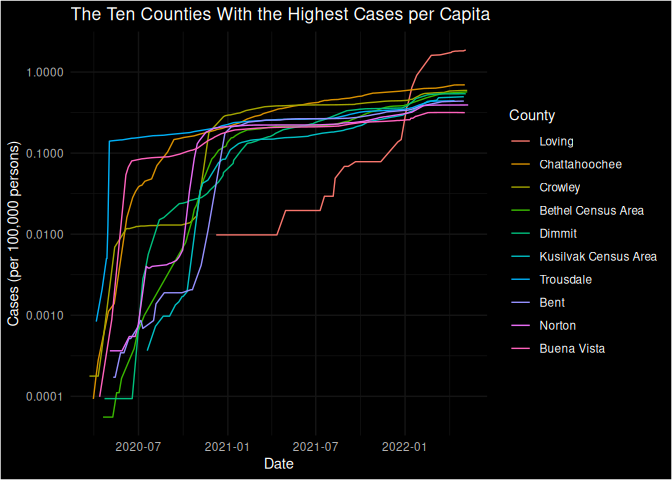 The Ten Counties With the Highest Cases per Capita
Cases (per 100,000 persons)
1.0000
0.1000
0.0100
0.0010
0.0001
2020-07
2021-01
2021-07
2022-01
Date
County
Loving
Chattahoochee
Crowley
Bethel Census Area
Dimmit
Kusilvak Census Area
Trousdale
Bent
Norton
Buena Vista